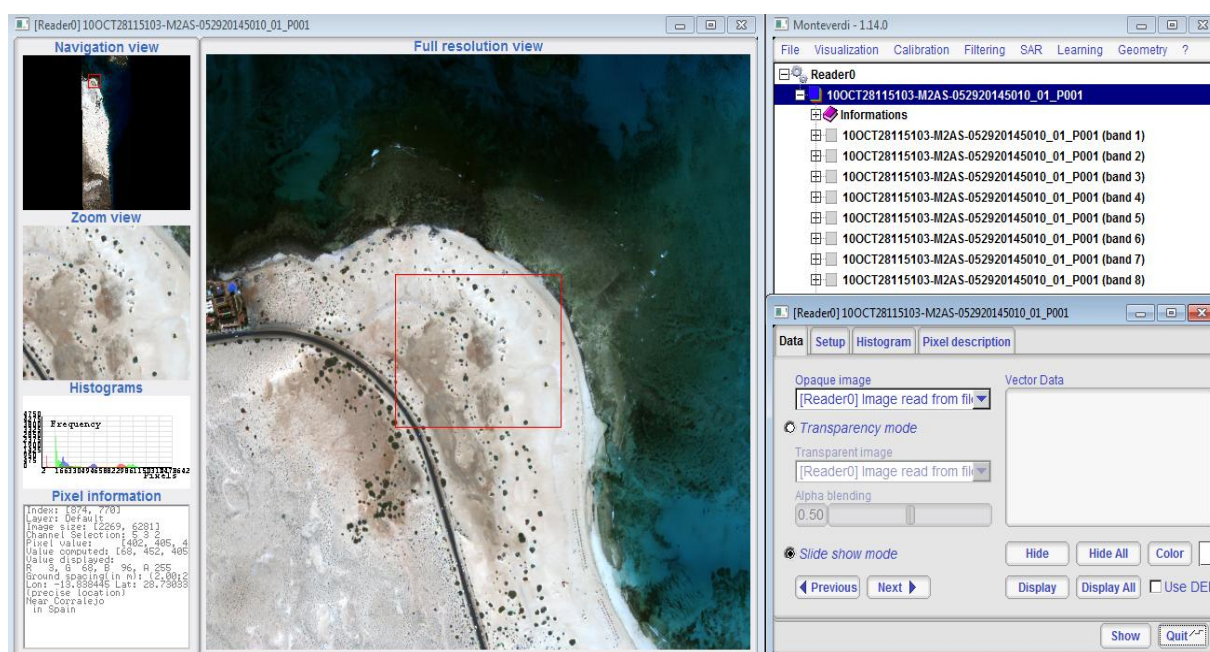 [Reader0] 10OCT28115103-M2AS-052920145010_01_P001
Navigation view
Full resolution view
Zoom view
Histograms
Frequency
Pixels
Pixel information
Index: [874, 770]
Layer: Default
Image size: [2269, 6281]
Channel Selection: 5 3 2
Pixel value: [402, 405, 4
Value computed: [68, 452, 405
Value displayed:
R 3, G 68, B 96, A 255
Ground spacing(in m): (2.00;2
Lon: -13.838445 Lat: 28.73033
(precise location)
Near Corralejo
in Spain
Monteverdi - 1.14.0
File Visualization Calibration Filtering SAR Learning Geometry ?
Reader0
10OCT28115103-M2AS-052920145010_01_P001
Informations
10OCT28115103-M2AS-052920145010_01_P001 (band 1)
10OCT28115103-M2AS-052920145010_01_P001 (band 2)
10OCT28115103-M2AS-052920145010_01_P001 (band 3)
10OCT28115103-M2AS-052920145010_01_P001 (band 4)
10OCT28115103-M2AS-052920145010_01_P001 (band 5)
10OCT28115103-M2AS-052920145010_01_P001 (band 6)
10OCT28115103-M2AS-052920145010_01_P001 (band 7)
10OCT28115103-M2AS-052920145010_01_P001 (band 8)
[Reader0] 10OCT28115103-M2AS-052920145010_01_P001
Data Setup Histogram Pixel description
Opaque image
Vector Data
[Reader0] Image read from file
Transparency mode
Transparent image
[Reader0] Image read from file
Alpha blending
0.50
Slide show mode
Hide Hide All Color
Previous Next
Display Display All Use DEM
Show Quit